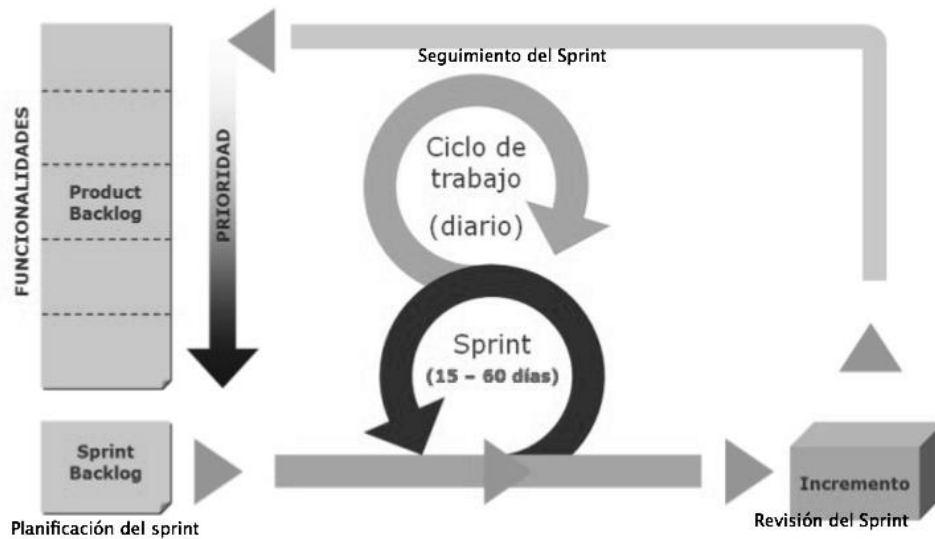 Seguimiento del Sprint
FUNCIONALIDADES
Product
Backlog
PRIORIDAD
Ciclo de
trabajo
(diario)
Sprint
(15 – 60 días)
Sprint
Backlog
Planificación del sprint
Incremento
Revisión del Sprint